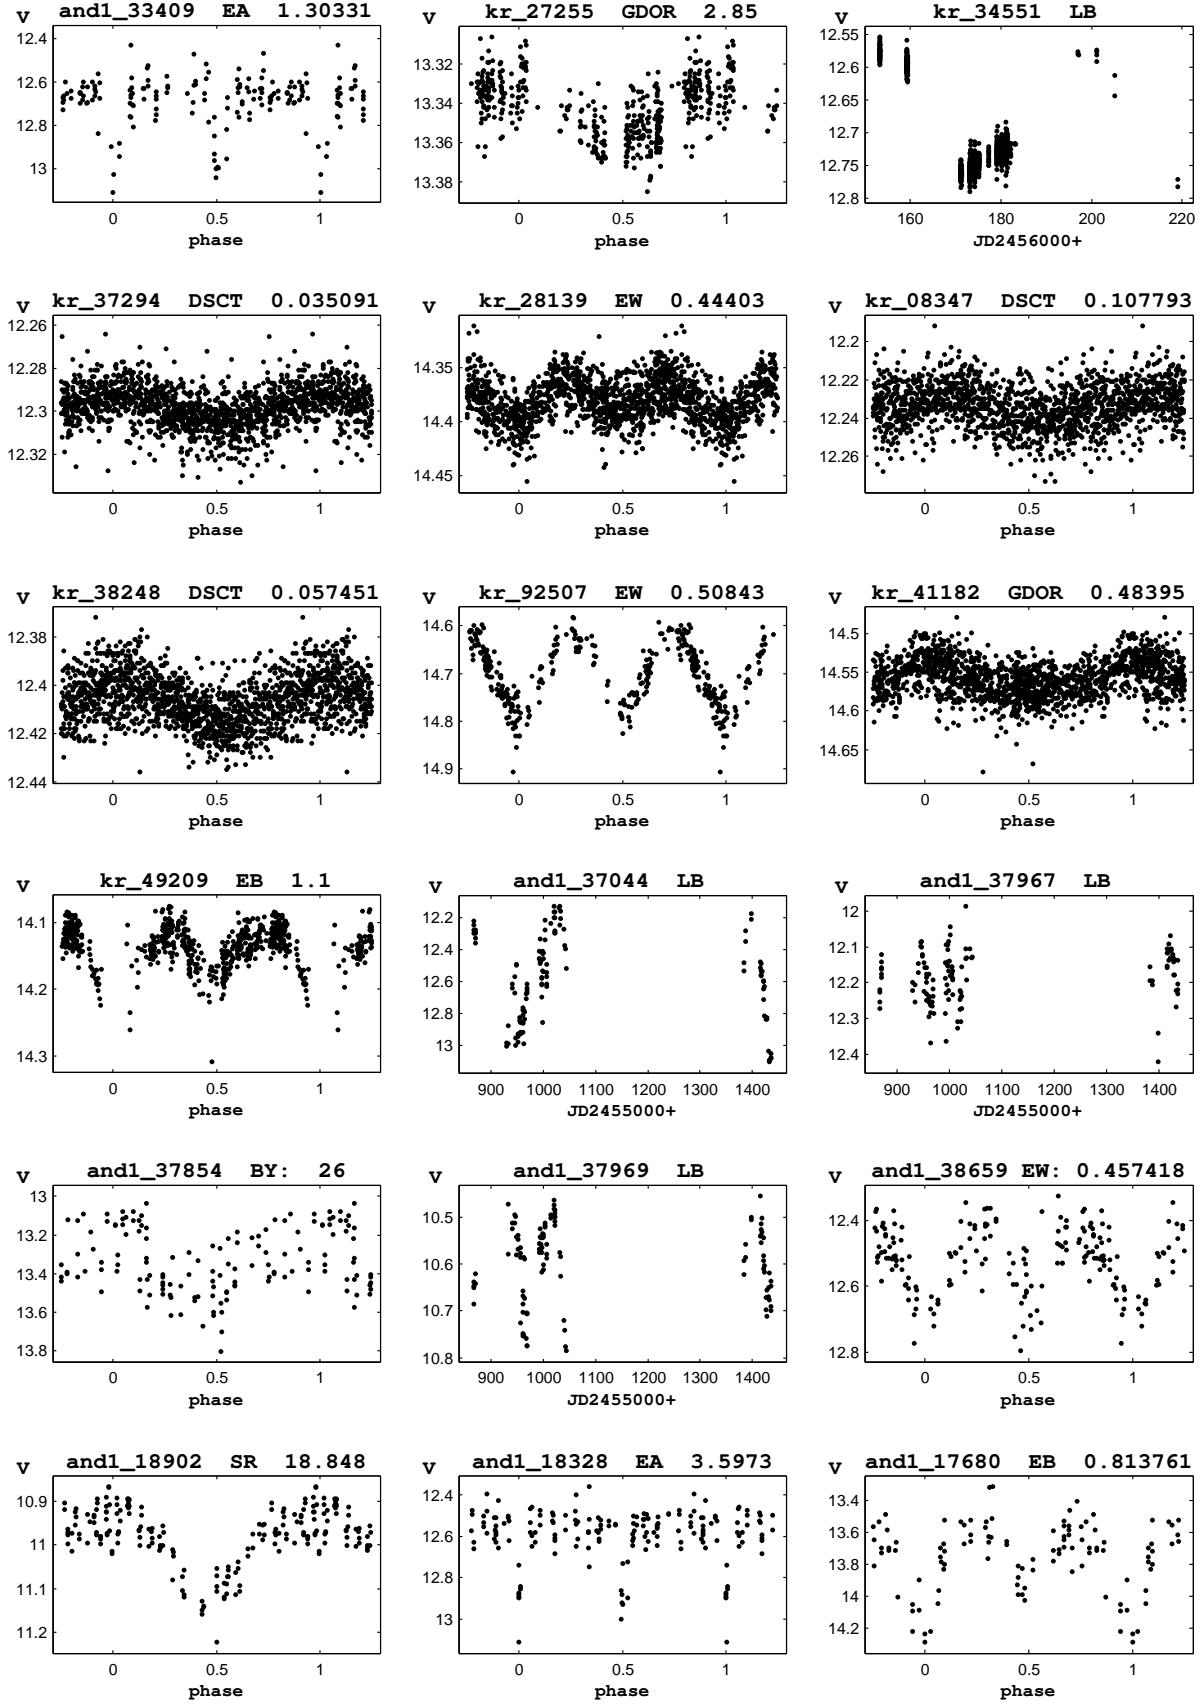 and1_33409 EA 1.30331
V
12.4
12.6
12.8
13
0 0.5 1
phase
kr_27255 GDOR 2.85
V
13.32
13.34
13.36
13.38
0 0.5 1
phase
kr_34551 LB
V
12.55
12.6
12.65
12.7
12.75
12.8
160 180 200 220
JD2456000+
kr_37294 DSCT 0.035091
V
12.26
12.28
12.3
12.32
0 0.5 1
phase
kr_28139 EW 0.44403
V
14.35
14.4
14.45
0 0.5 1
phase
kr_08347 DSCT 0.107793
V
12.2
12.22
12.24
12.26
0 0.5 1
phase
kr_38248 DSCT 0.057451
V
12.38
12.4
12.42
12.44
0 0.5 1
phase
kr_92507 EW 0.50843
V
14.6
14.7
14.8
14.9
0 0.5 1
phase
kr_41182 GDOR 0.48395
V
14.5
14.55
14.6
14.65
0 0.5 1
phase
kr_49209 EB 1.1
V
14.1
14.2
14.3
0 0.5 1
phase
and1_37044 LB
V
12.2
12.4
12.6
12.8
13
900 1000 1100 1200 1300 1400
JD2455000+
and1_37967 LB
V
12
12.1
12.2
12.3
12.4
900 1000 1100 1200 1300 1400
JD2455000+
and1_37854 BY: 26
V
13
13.2
13.4
13.6
13.8
0 0.5 1
phase
and1_37969 LB
V
10.5
10.6
10.7
10.8
900 1000 1100 1200 1300 1400
JD2455000+
and1_38659 EW: 0.457418
V
12.4
12.6
12.8
0 0.5 1
phase
and1_18902 SR 18.848
V
10.9
11
11.1
11.2
0 0.5 1
phase
and1_18328 EA 3.5973
V
12.4
12.6
12.8
13
0 0.5 1
phase
and1_17680 EB 0.813761
V
13.4
13.6
13.8
14
14.2
0 0.5 1
phase